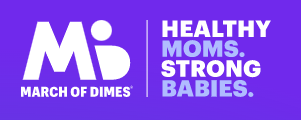 MARCH OF DIMES®
HEALTHY
MOMS.
STRONG
BABIES.